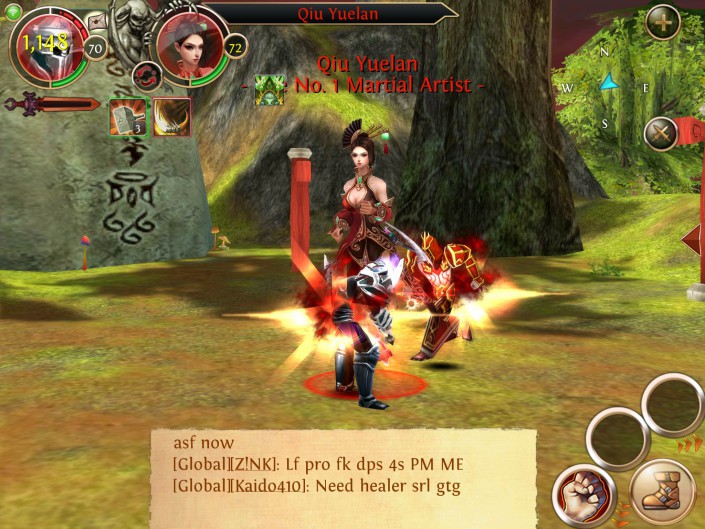 Qiu Yuelan
1,148
70
72
Qiu Yuelan
- No. 1 Martial Artist -
3
N
W
E
S
asf now
[Global][Z!NK]: Lf pro fk dps 4s PM ME
[Global][Kaido410]: Need healer srl gtg